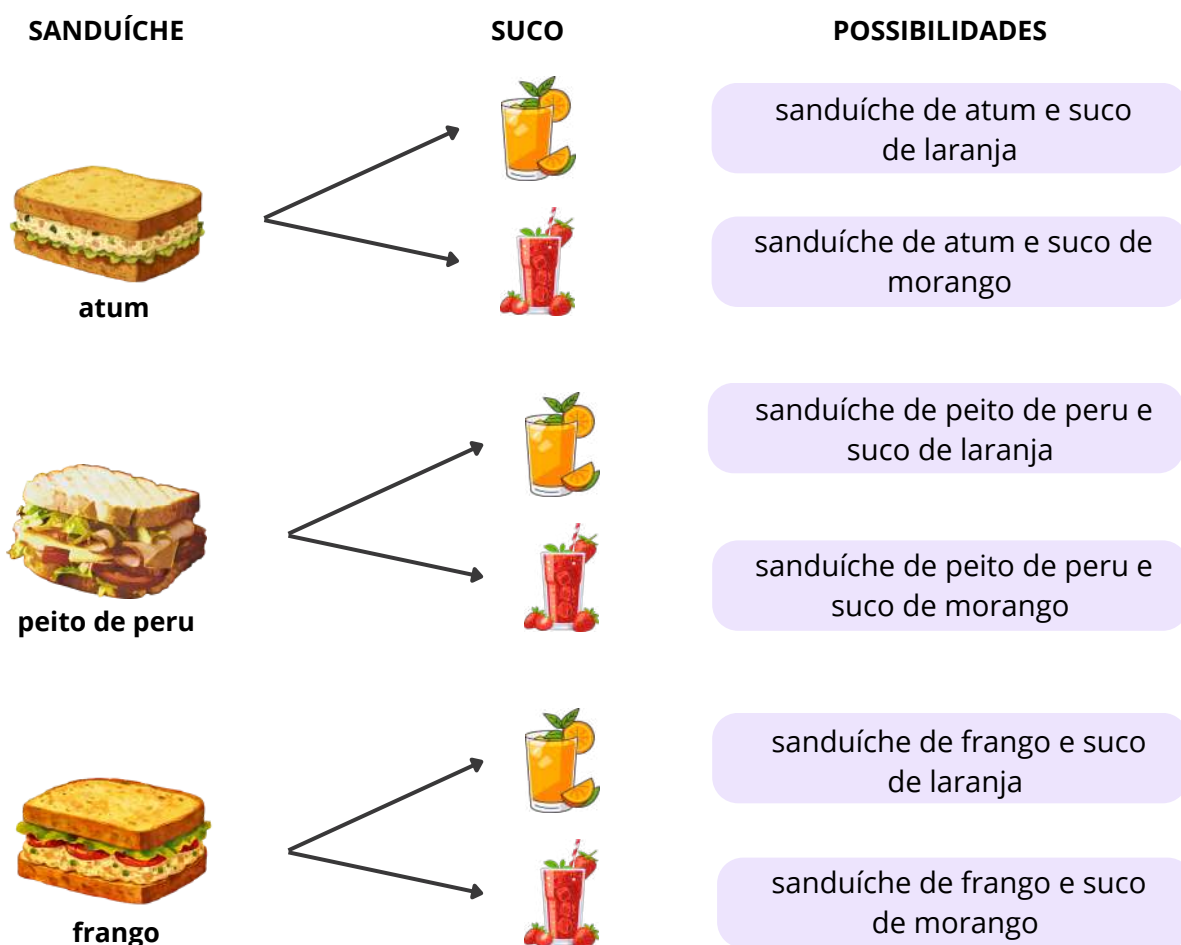 SANDUÍCHE
SUCO
POSSIBILIDADES
sanduíche de atum e suco
de laranja
sanduíche de atum e suco de
morango
atum
sanduíche de peito de peru e
suco de laranja
sanduíche de peito de peru e
suco de morango
peito de peru
sanduíche de frango e suco
de laranja
sanduíche de frango e suco
de morango
frango